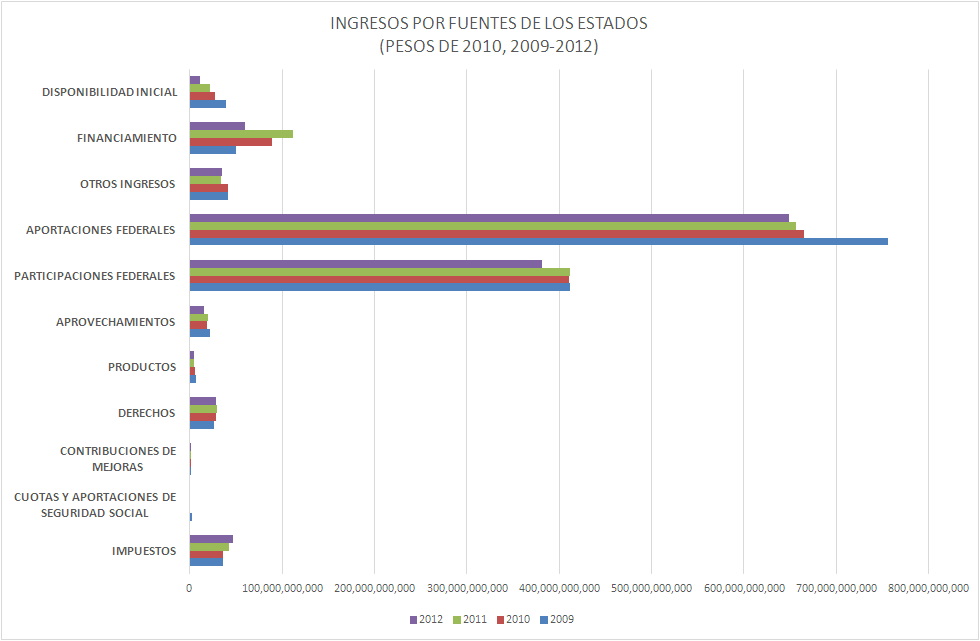 INGRESOS POR FUENTES DE LOS ESTADOS
(PESOS DE 2010, 2009-2012)
DISPONIBILIDAD INICIAL
FINANCIAMIENTO
OTROS INGRESOS
APORTACIONES FEDERALES
PARTICIPACIONES FEDERALES
APROVECHAMIENTOS
PRODUCTOS
DERECHOS
CONTRIBUCIONES DE
MEJORAS
CUOTAS Y APORTACIONES DE
SEGURIDAD SOCIAL
IMPUESTOS
0 100,000,000,000 200,000,000,000 300,000,000,000 400,000,000,000 500,000,000,000 600,000,000,000 700,000,000,000 800,000,000,000
2012 2011 2010 2009